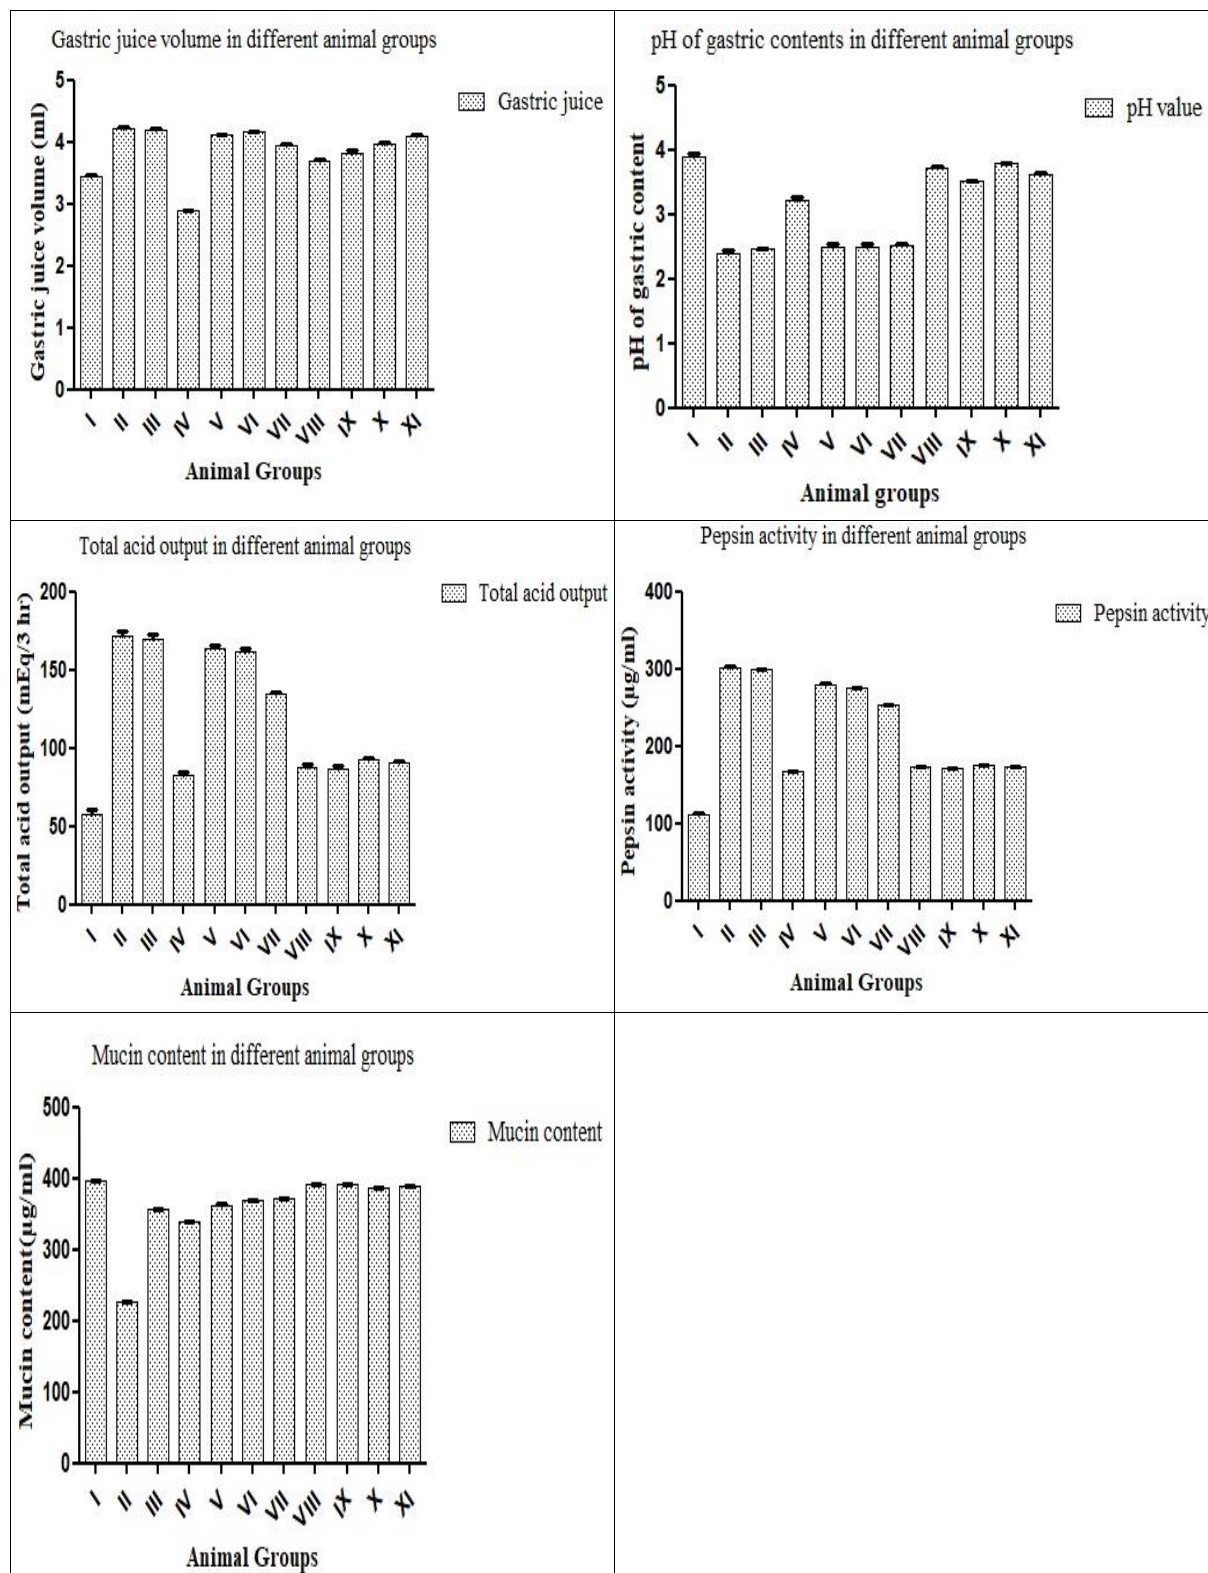 Gastric juice volume in different animal groups
Gastric juice
Gastric juice volume (ml)
5
4
3
2
1
0
I II III IV V VI VII VIII IX X XI
Animal Groups
pH of gastric contents in different animal groups
pH value
pH of gastric content
5
4
3
2
1
0
I II III IV V VI VII VIII IX X XI
Animal groups
Total acid output in different animal groups
Total acid output
Total acid output (mEq/3 hr)
200
150
100
50
0
I II III IV V VI VII VIII IX X XI
Animal Groups
Pepsin activity in different animal groups
Pepsin activity
Pepsin activity (µg/ml)
400
300
200
100
0
I II III IV V VI VII VIII IX X XI
Animal Groups
Mucin content in different animal groups
Mucin content
Mucin content(µg/ml)
500
400
300
200
100
0
I II III IV V VI VII VIII IX X XI
Animal Groups